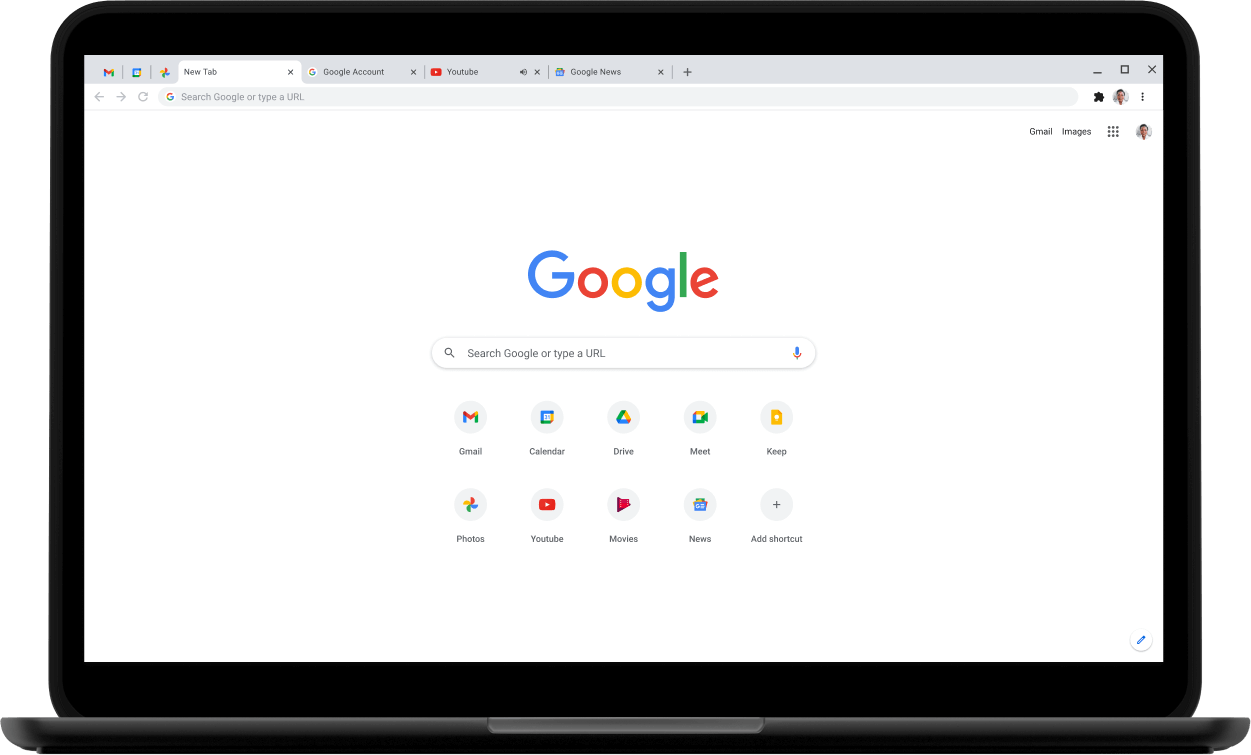 New Tab Google Account Youtube Google News
Search Google or type a URL
Gmail Images
Google
Search Google or type a URL
Gmail Calendar Drive Meet Keep
Photos Youtube Movies News Add shortcut